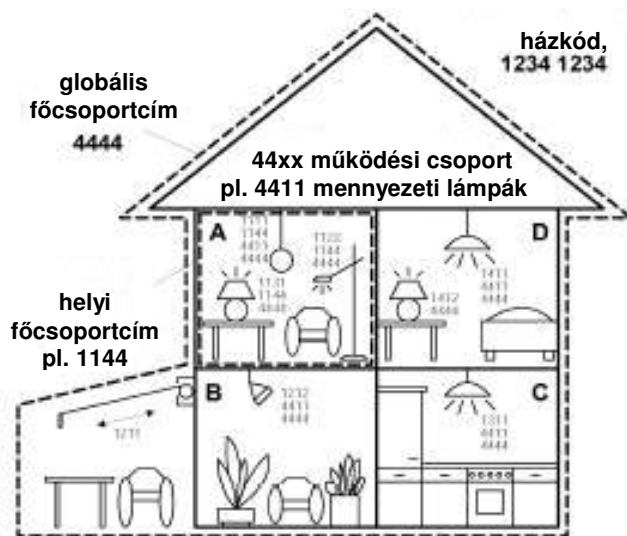 házkód,
1234 1234
globális
főcsoportcím
4444
44xx működési csoport
pl. 4411 mennyezeti lámpák
A
1111
1144
4411
4444
1144
4444
D
1411
4411
4444
1412
4444
helyi
főcsoportcím
pl. 1144
B
1212
4411
4444
C
1311
4411
4444
1211